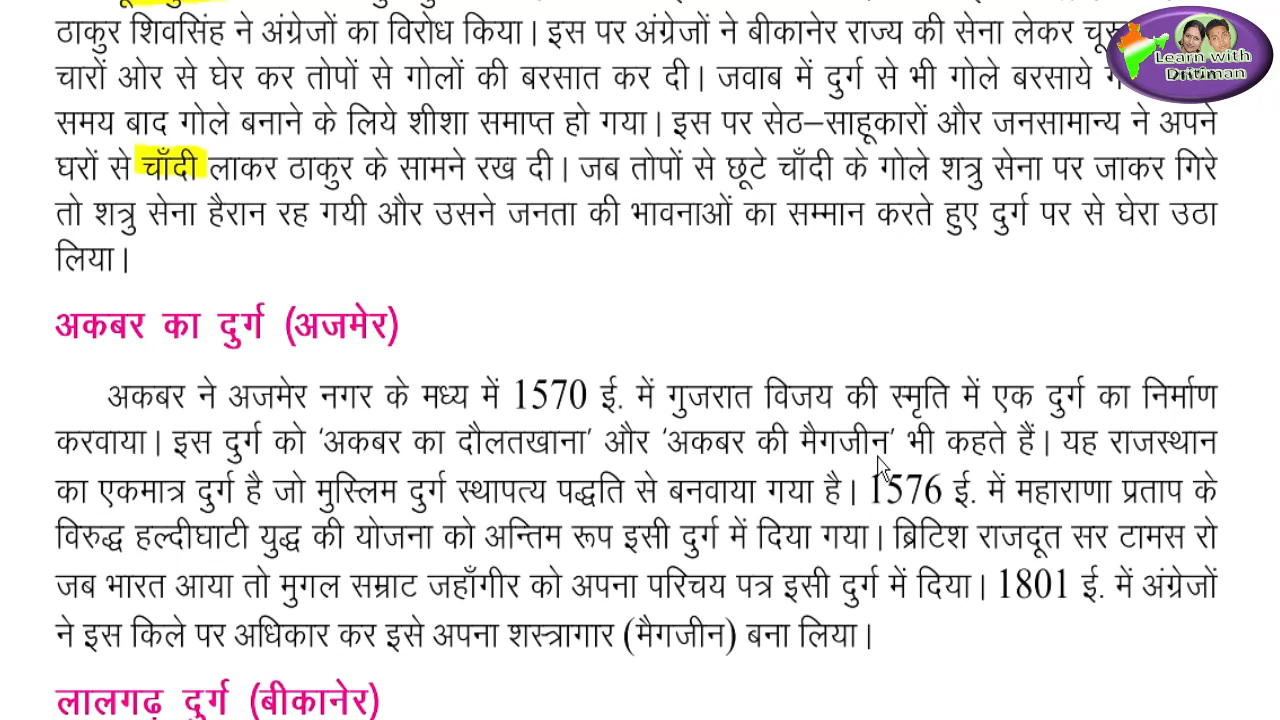 ठाकुर शिवसिंह ने अंग्रेजों का विरोध किया। इस पर अंग्रेजों ने बीकानेर राज्य की सेना लेकर
चारों ओर से घेर कर तोपों से गोलों की बरसात कर दी। जवाब में दुर्ग से भी गोले बरसाये
समय बाद गोले बनाने के लिये शीशा समाप्त हो गया। इस पर सेठ–साहूकारों और जनसामान्य ने अपने
घरों से चाँदी लाकर ठाकुर के सामने रख दी। जब तोपों से छूटे चाँदी के गोले शत्रु सेना पर जाकर गिरे
तो शत्रु सेना हैरान रह गयी और उसने जनता की भावनाओं का सम्मान करते हुए दुर्ग पर से घेरा उठा
लिया।
अकबर का दुर्ग (अजमेर)
अकबर ने अजमेर नगर के मध्य में 1570 ई. में गुजरात विजय की स्मृति में एक दुर्ग का निर्माण
करवाया। इस दुर्ग को 'अकबर का दौलतखाना' और 'अकबर की मैगजीन' भी कहते हैं। यह राजस्थान
का एकमात्र दुर्ग है जो मुस्लिम दुर्ग स्थापत्य पद्धति से बनवाया गया है। 1576 ई. में महाराणा प्रताप के
विरुद्ध हल्दीघाटी युद्ध की योजना को अन्तिम रूप इसी दुर्ग में दिया गया। ब्रिटिश राजदूत सर टामस रो
जब भारत आया तो मुगल सम्राट जहाँगीर को अपना परिचय पत्र इसी दुर्ग में दिया। 1801 ई. में अंग्रेजों
ने इस किले पर अधिकार कर इसे अपना शस्त्रागार (मैगजीन) बना लिया।
लालगढ़ दुर्ग (बीकानेर)
Learn with